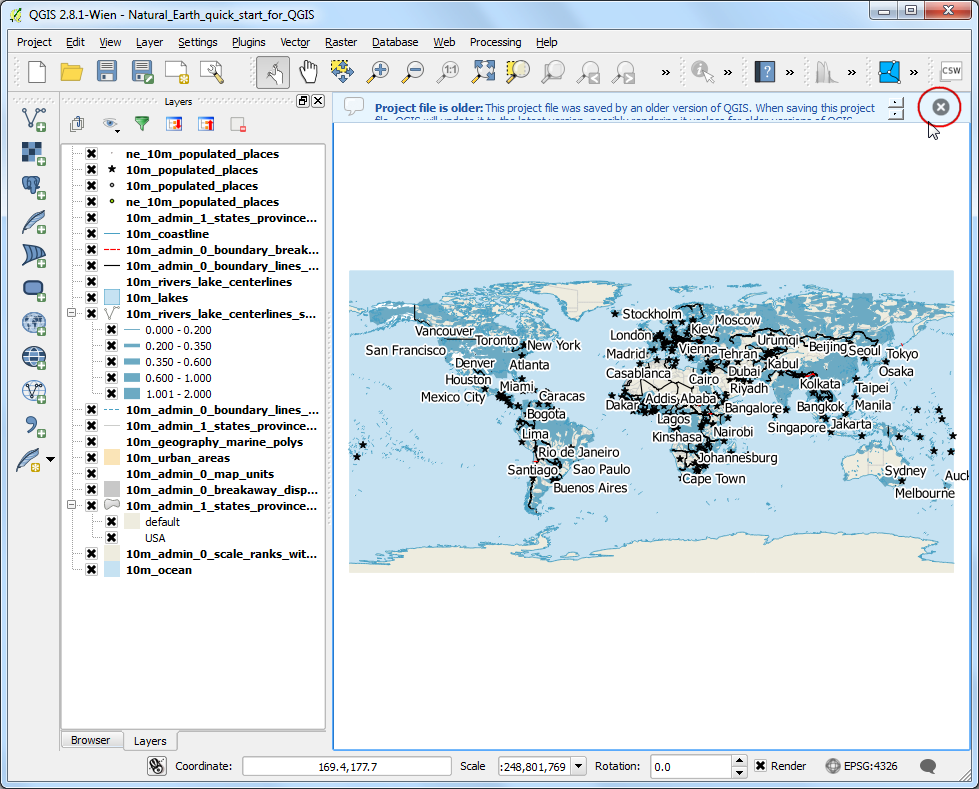 QGIS 2.8.1-Wien - Natural_Earth_quick_start_for_QGIS
Project Edit View Layer Settings Plugins Vector Raster Database Web Processing Help
CSW
Layers
Project file is older: This project file was saved by an older version of QGIS. When saving this project
file, QGIS will update it to the latest version, possibly rendering it useless for older versions of QGIS.
ne_10m_populated_places
10m_populated_places
10m_populated_places
ne_10m_populated_places
10m_admin_1_states_province...
10m_coastline
10m_admin_0_boundary_break...
10m_admin_0_boundary_lines_...
10m_rivers_lake_centerlines
10m_lakes
10m_rivers_lake_centerlines_s...
0.000 - 0.200
0.200 - 0.350
0.350 - 0.600
0.600 - 1.000
1.001 - 2.000
10m_admin_0_boundary_lines_...
10m_admin_1_states_province...
10m_geography_marine_polys
10m_urban_areas
10m_admin_0_map_units
10m_admin_0_breakaway_disp...
10m_admin_1_states_province...
default
USA
10m_admin_0_scale_ranks_wit...
10m_ocean
Stockholm
Moscow
Vancouver
London
Kiev
Toronto
New York
Urumqi
Beijing
Seoul
Tokyo
San Francisco
Madrid
Vienna
Tehran
Denver
Atlanta
Kabul
Osaka
Casablanca
Cairo
Dubai
Houston
Miami
Riyadh
Kolkata
Taipei
Mexico City
Caracas
Dakar
Addis Ababa
Bangalore
Bangkok
Manila
Bogota
Lagos
Singapore
Jakarta
Lima
Kinshasa
Nairobi
Rio de Janeiro
Johannesburg
Santiago
Sao Paulo
Cape Town
Sydney
Auck
Buenos Aires
Melbourne
Browser Layers
Coordinate: 169.4,177.7 Scale :248,801,769 Rotation: 0.0 Render EPSG:4326